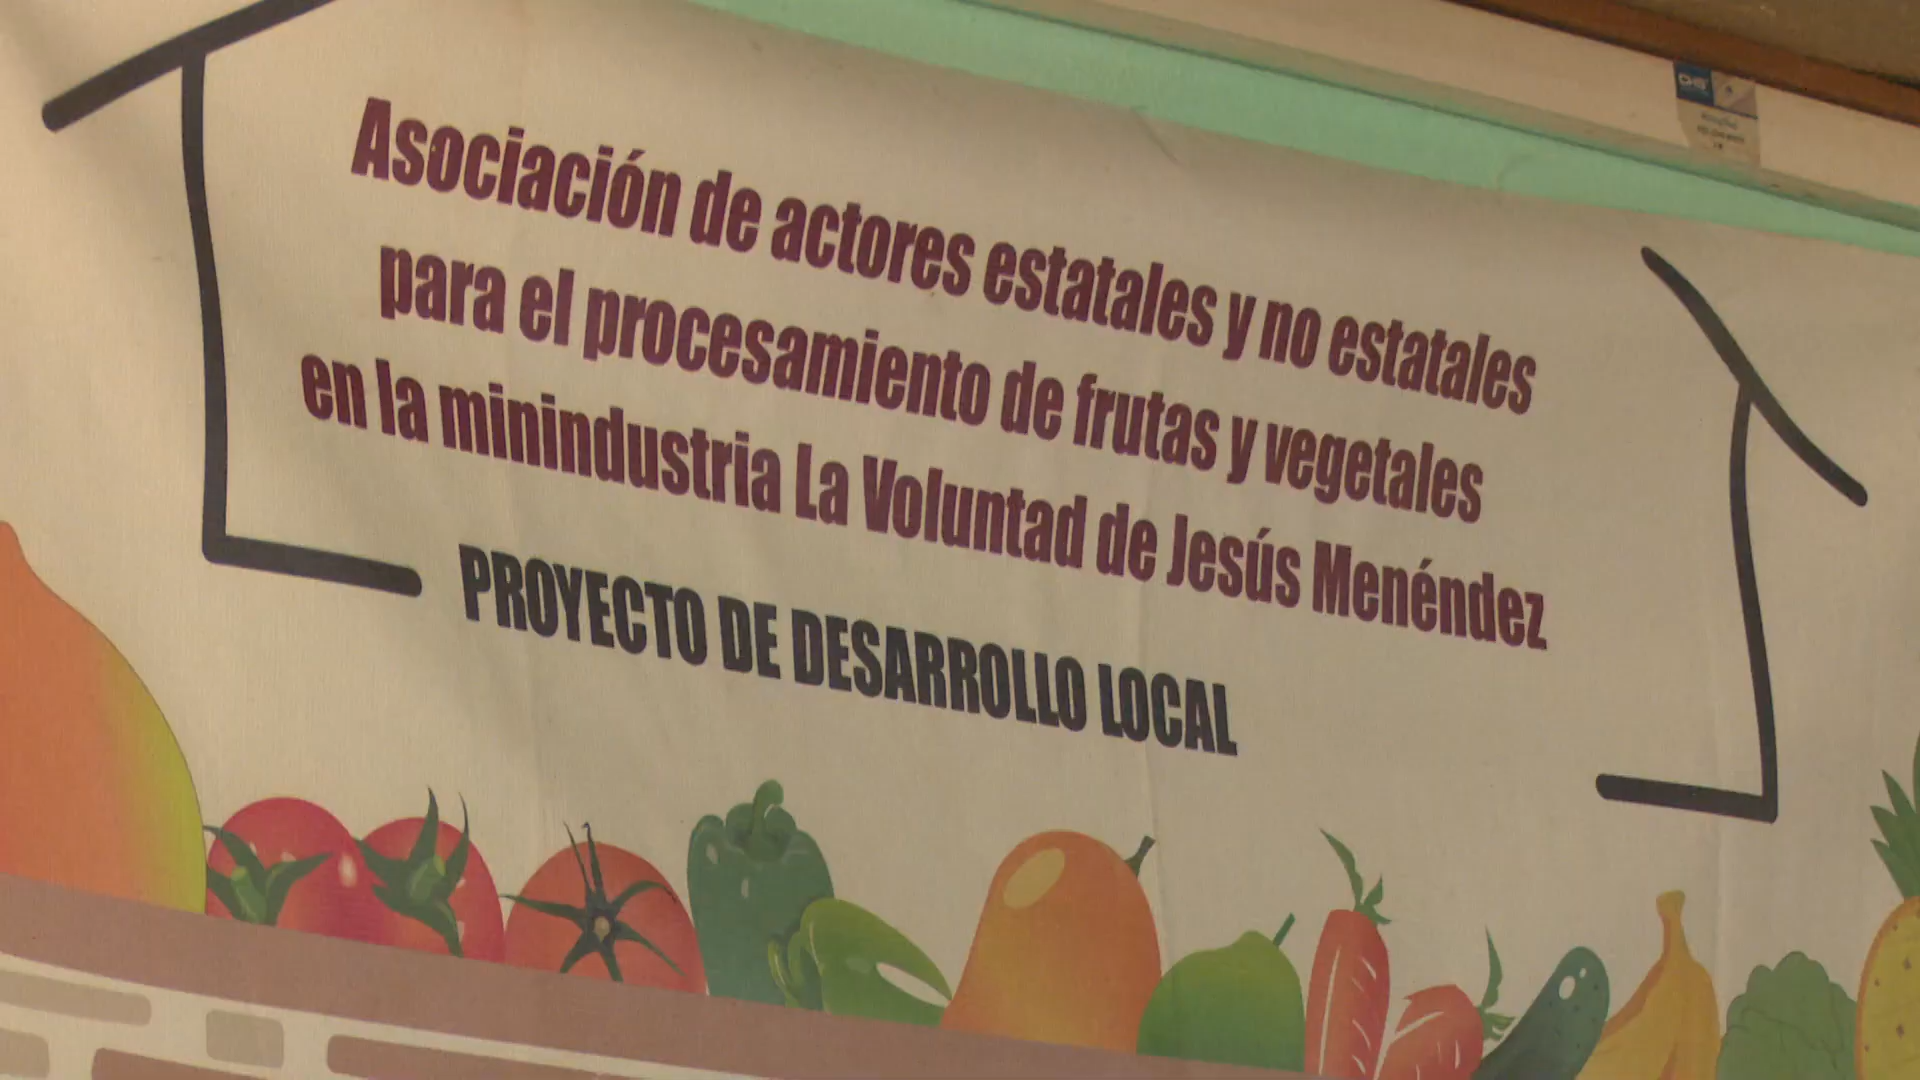 Asociación de actores estatales y no estatales
para el procesamiento de frutas y vegetales
en la minindustria La Voluntad de Jesús Menéndez
PROYECTO DE DESARROLLO LOCAL